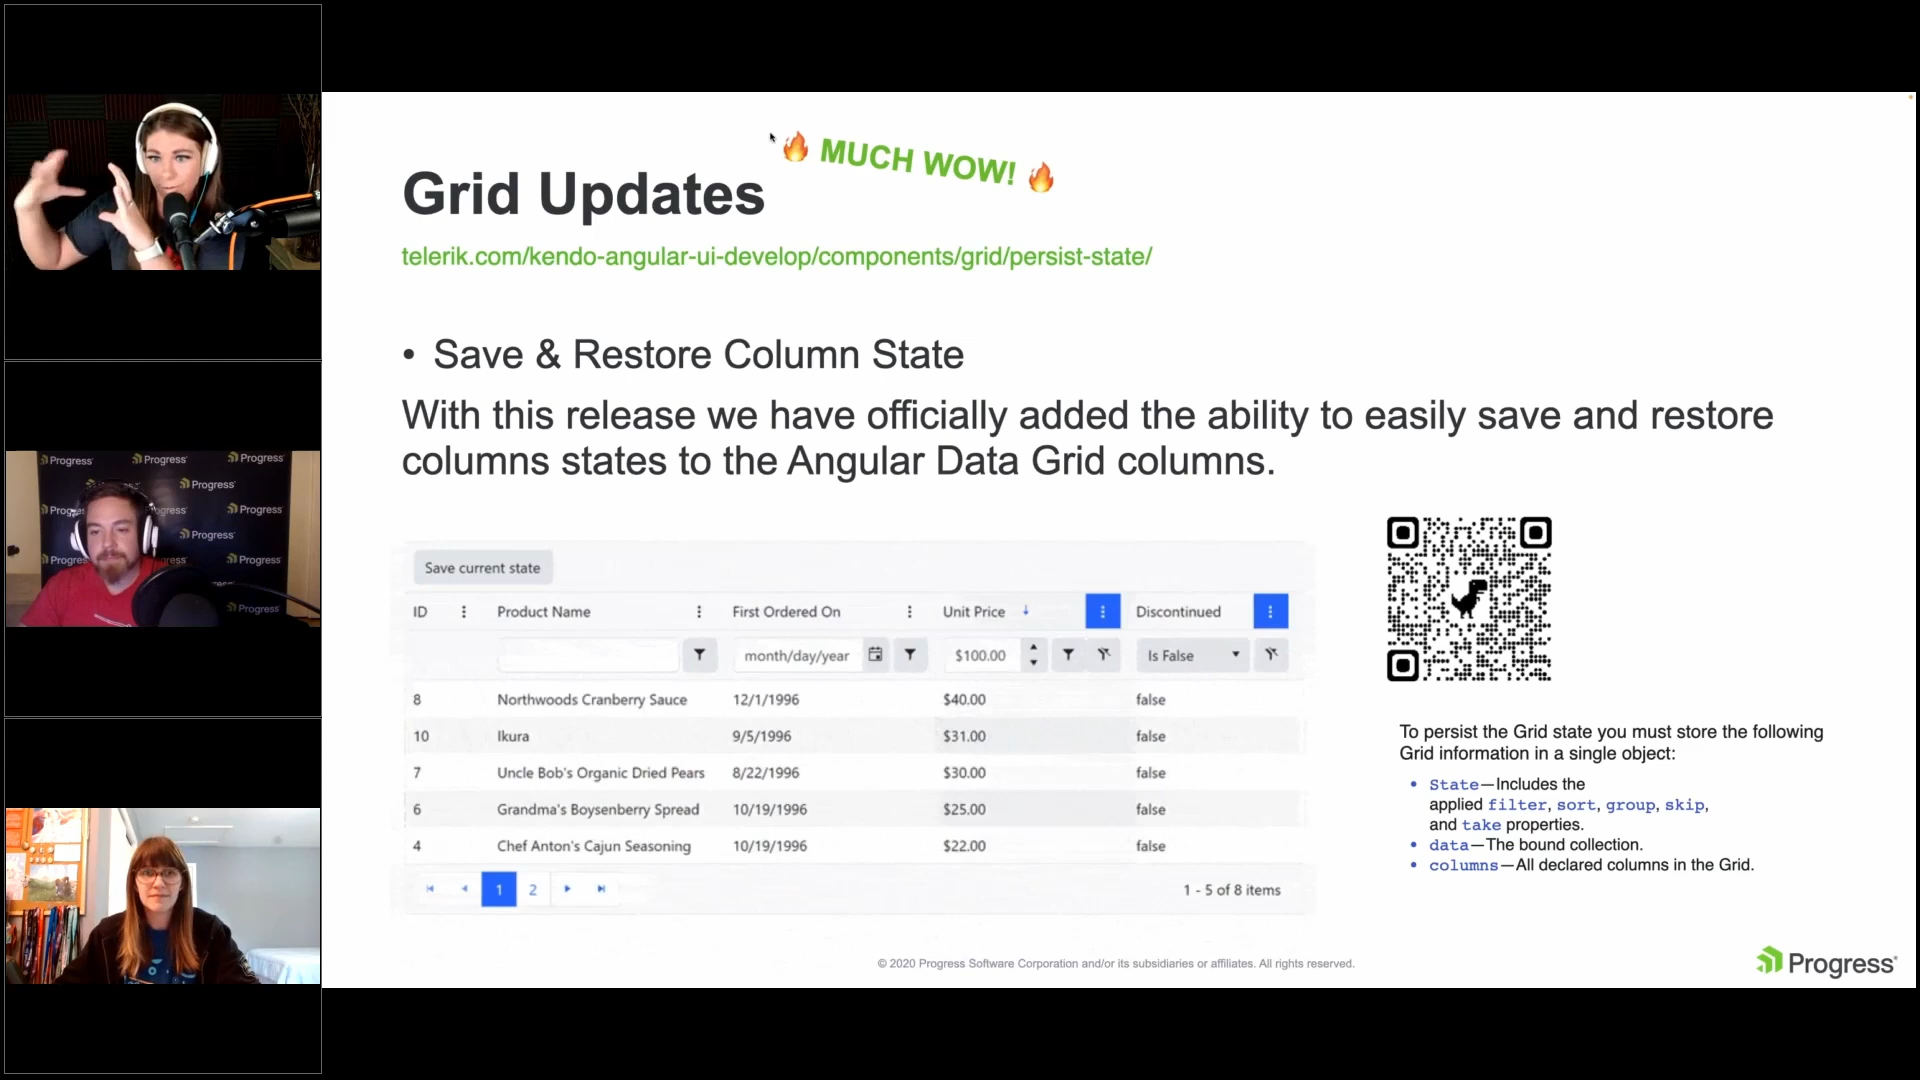 🔥 MUCH WOW! 🔥
Grid Updates
telerik.com/kendo-angular-ui-develop/components/grid/persist-state/
• Save & Restore Column State
With this release we have officially added the ability to easily save and restore
columns states to the Angular Data Grid columns.
Save current state
ID Product Name First Ordered On Unit Price ↓ Discontinued
month/day/year $100.00 Is False
8 Northwoods Cranberry Sauce 12/1/1996 $40.00 false
10 Ikura 9/5/1996 $31.00 false
7 Uncle Bob's Organic Dried Pears 8/22/1996 $30.00 false
6 Grandma's Boysenberry Spread 10/19/1996 $25.00 false
4 Chef Anton's Cajun Seasoning 10/19/1996 $22.00 false
1 2 1 - 5 of 8 items
To persist the Grid state you must store the following
Grid information in a single object:
• State—Includes the
applied filter, sort, group, skip,
and take properties.
• data—The bound collection.
• columns—All declared columns in the Grid.
© 2020 Progress Software Corporation and/or its subsidiaries or affiliates. All rights reserved.
Progress
Progress Progress Progress
Progress
Progress
Progress
Progress
Progress